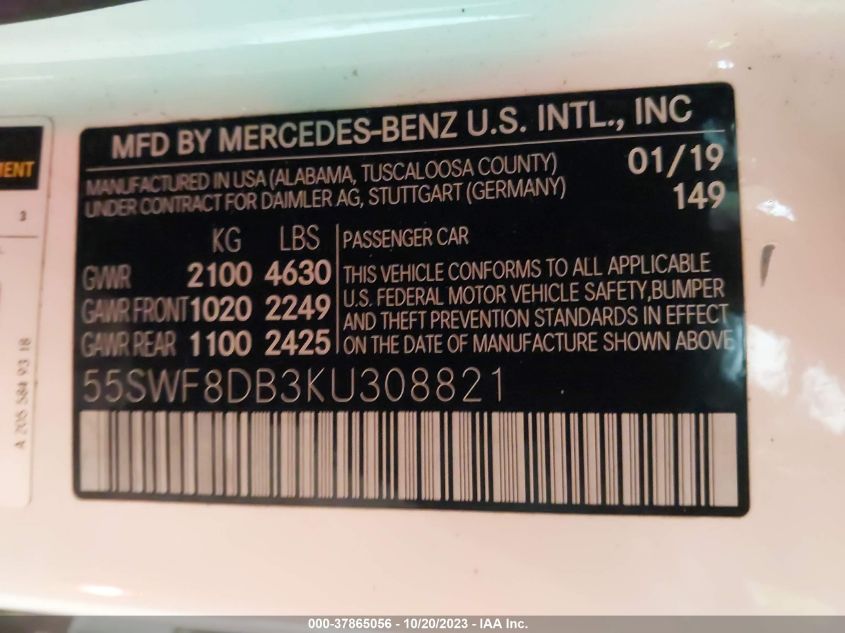 MENT
3
A 205 584 93 18
MFD BY MERCEDES-BENZ U.S. INTL., INC
MANUFACTURED IN USA (ALABAMA, TUSCALOOSA COUNTY)
UNDER CONTRACT FOR DAIMLER AG, STUTTGART (GERMANY)
01/19
149
KG LBS
GVWR 2100 4630
GAWR FRONT 1020 2249
GAWR REAR 1100 2425
PASSENGER CAR
THIS VEHICLE CONFORMS TO ALL APPLICABLE
U.S. FEDERAL MOTOR VEHICLE SAFETY,BUMPER
AND THEFT PREVENTION STANDARDS IN EFFECT
ON THE DATE OF MANUFACTURE SHOWN ABOVE
55SWF8DB3KU308821
000-37865056 - 10/20/2023 - IAA Inc.